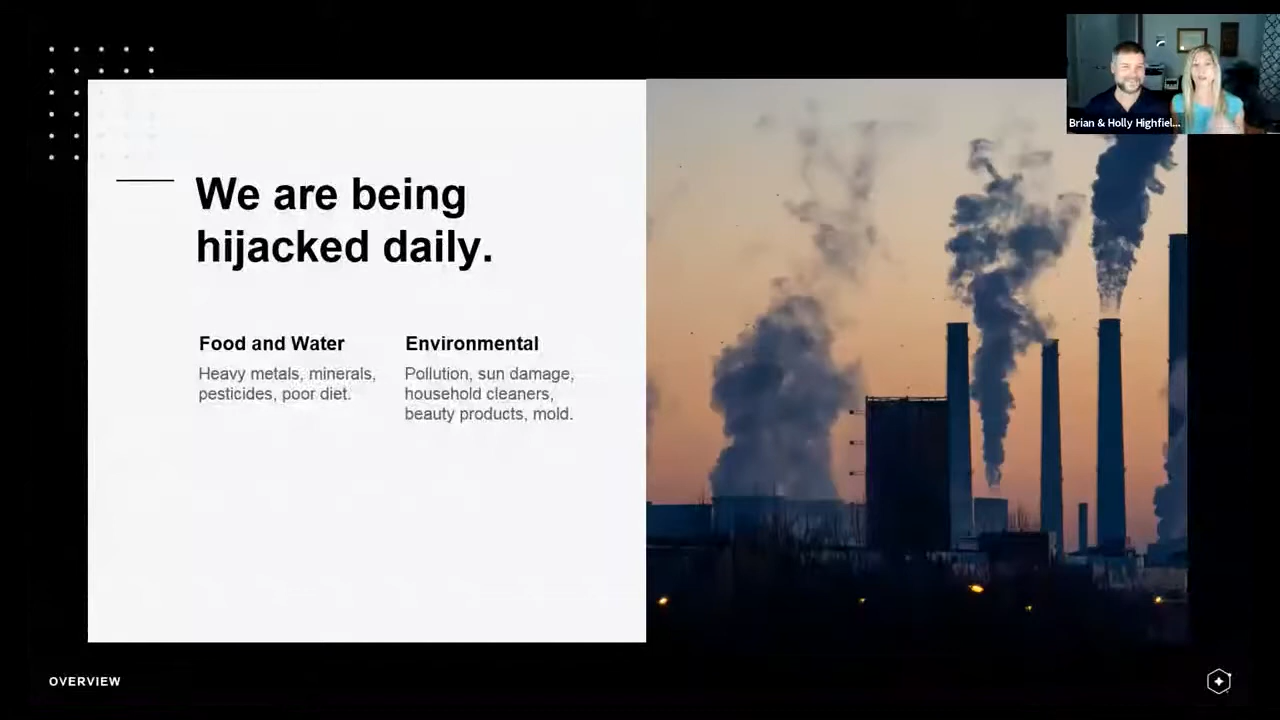 Brian & Holly Highfiel...
We are being
hijacked daily.
Food and Water
Heavy metals, minerals,
pesticides, poor diet.
Environmental
Pollution, sun damage,
household cleaners,
beauty products, mold.
OVERVIEW